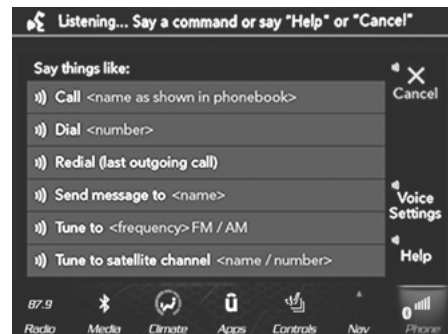 Listening... Say a command or say "Help" or "Cancel"
Say things like:
Call <name as shown in phonebook>
Cancel
Dial <number>
Redial (last outgoing call)
Send message to <name>
Voice
Settings
Tune to <frequency> FM / AM
Help
Tune to satellite channel <name / number>
87.9
Radio Media Climate Apps Controls Nav Phone